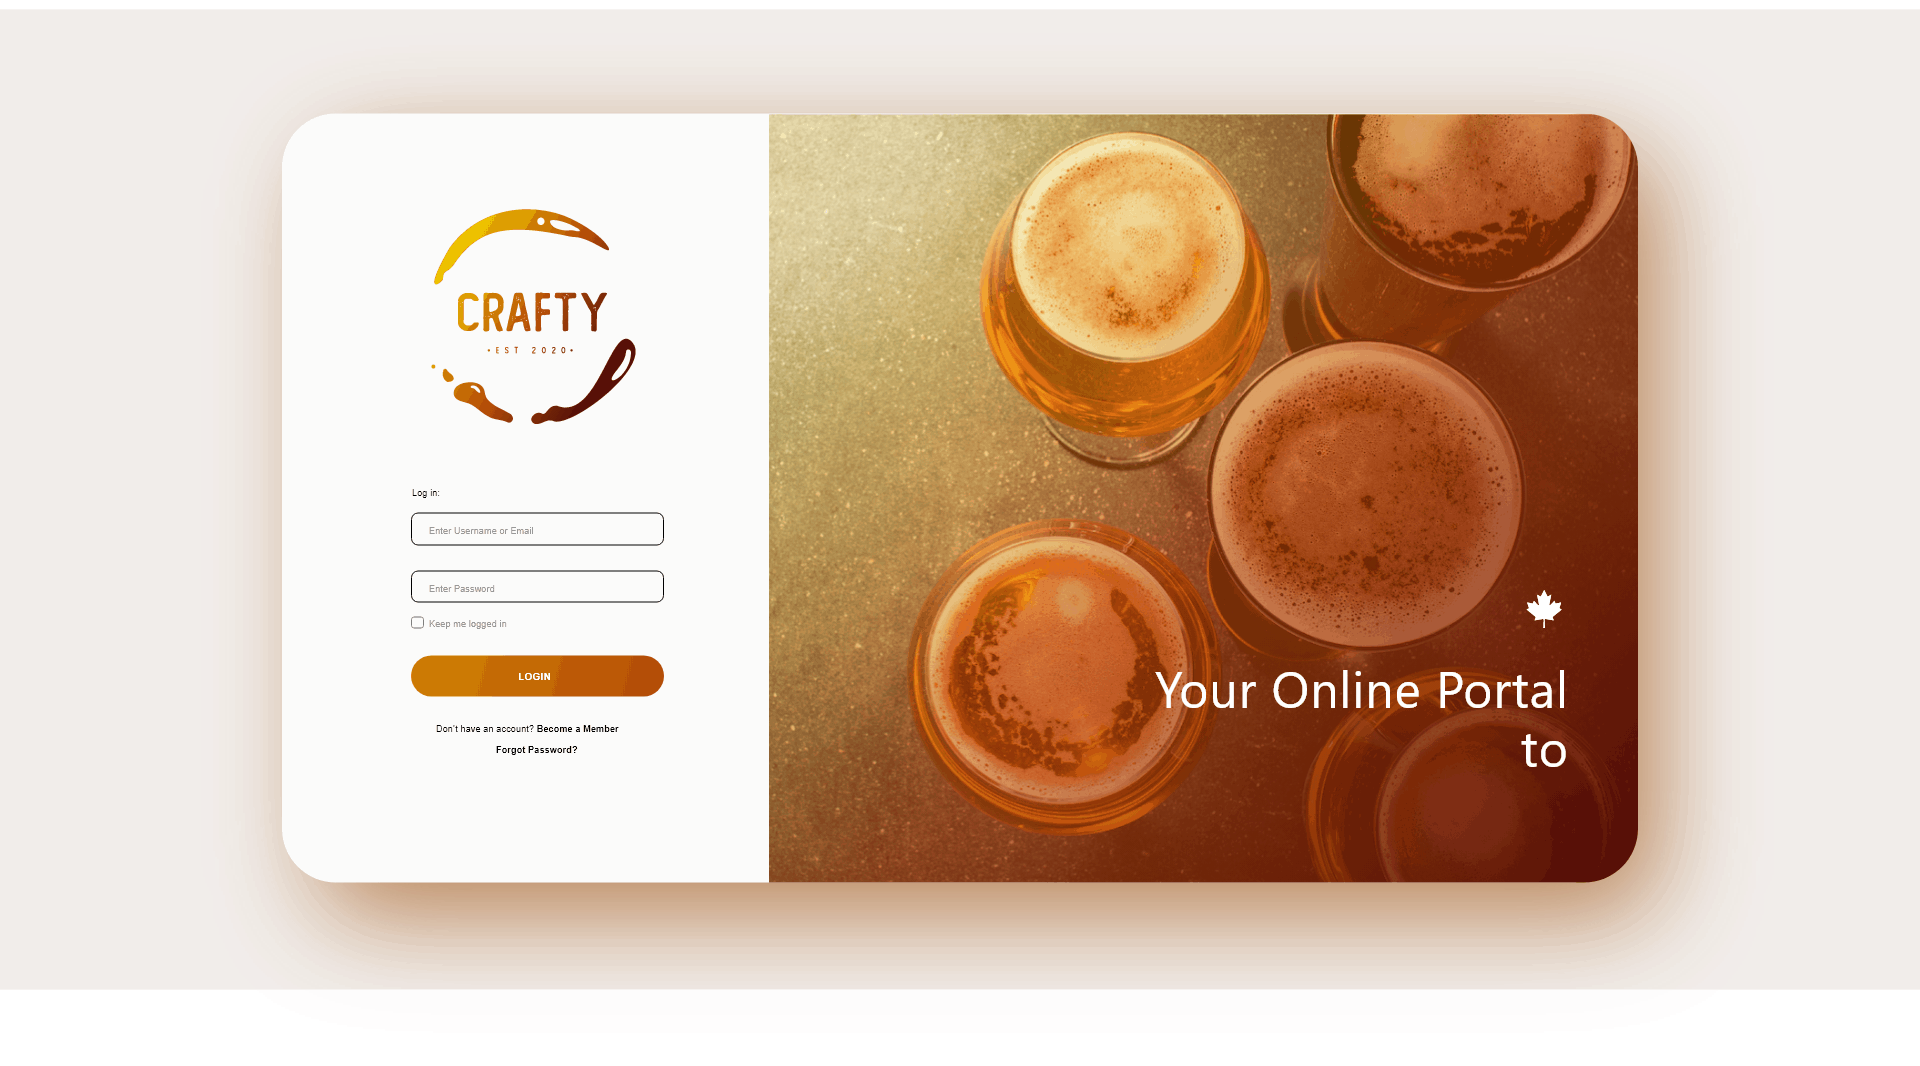 CRAFTY
•EST 2020•
Log in:
Enter Username or Email
Enter Password
Keep me logged in
LOGIN
Don't have an account? Become a Member
Forgot Password?
Your Online Portal
to